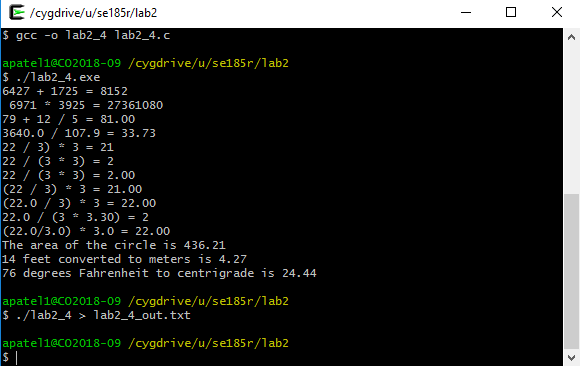 /cygdrive/u/se185r/lab2
$ gcc -o lab2_4 lab2_4.c
apatel1@CO2018-09 /cygdrive/u/se185r/lab2
$ ./lab2_4.exe
6427 + 1725 = 8152
 6971 * 3925 = 27361080
79 + 12 / 5 = 81.00
3640.0 / 107.9 = 33.73
22 / 3) * 3 = 21
22 / (3 * 3) = 2
22 / (3 * 3) = 2.00
(22 / 3) * 3 = 21.00
(22.0 / 3) * 3) = 22.00
22.0 / (3 * 3.30) = 2
(22.0/3.0) * 3.0 = 22.00
The area of the circle is 436.21
14 feet converted to meters is 4.27
76 degrees Fahrenheit to centrigrade is 24.44
apatel1@CO2018-09 /cygdrive/u/se185r/lab2
$ ./lab2_4 > lab2_4_out.txt
apatel1@CO2018-09 /cygdrive/u/se185r/lab2
$